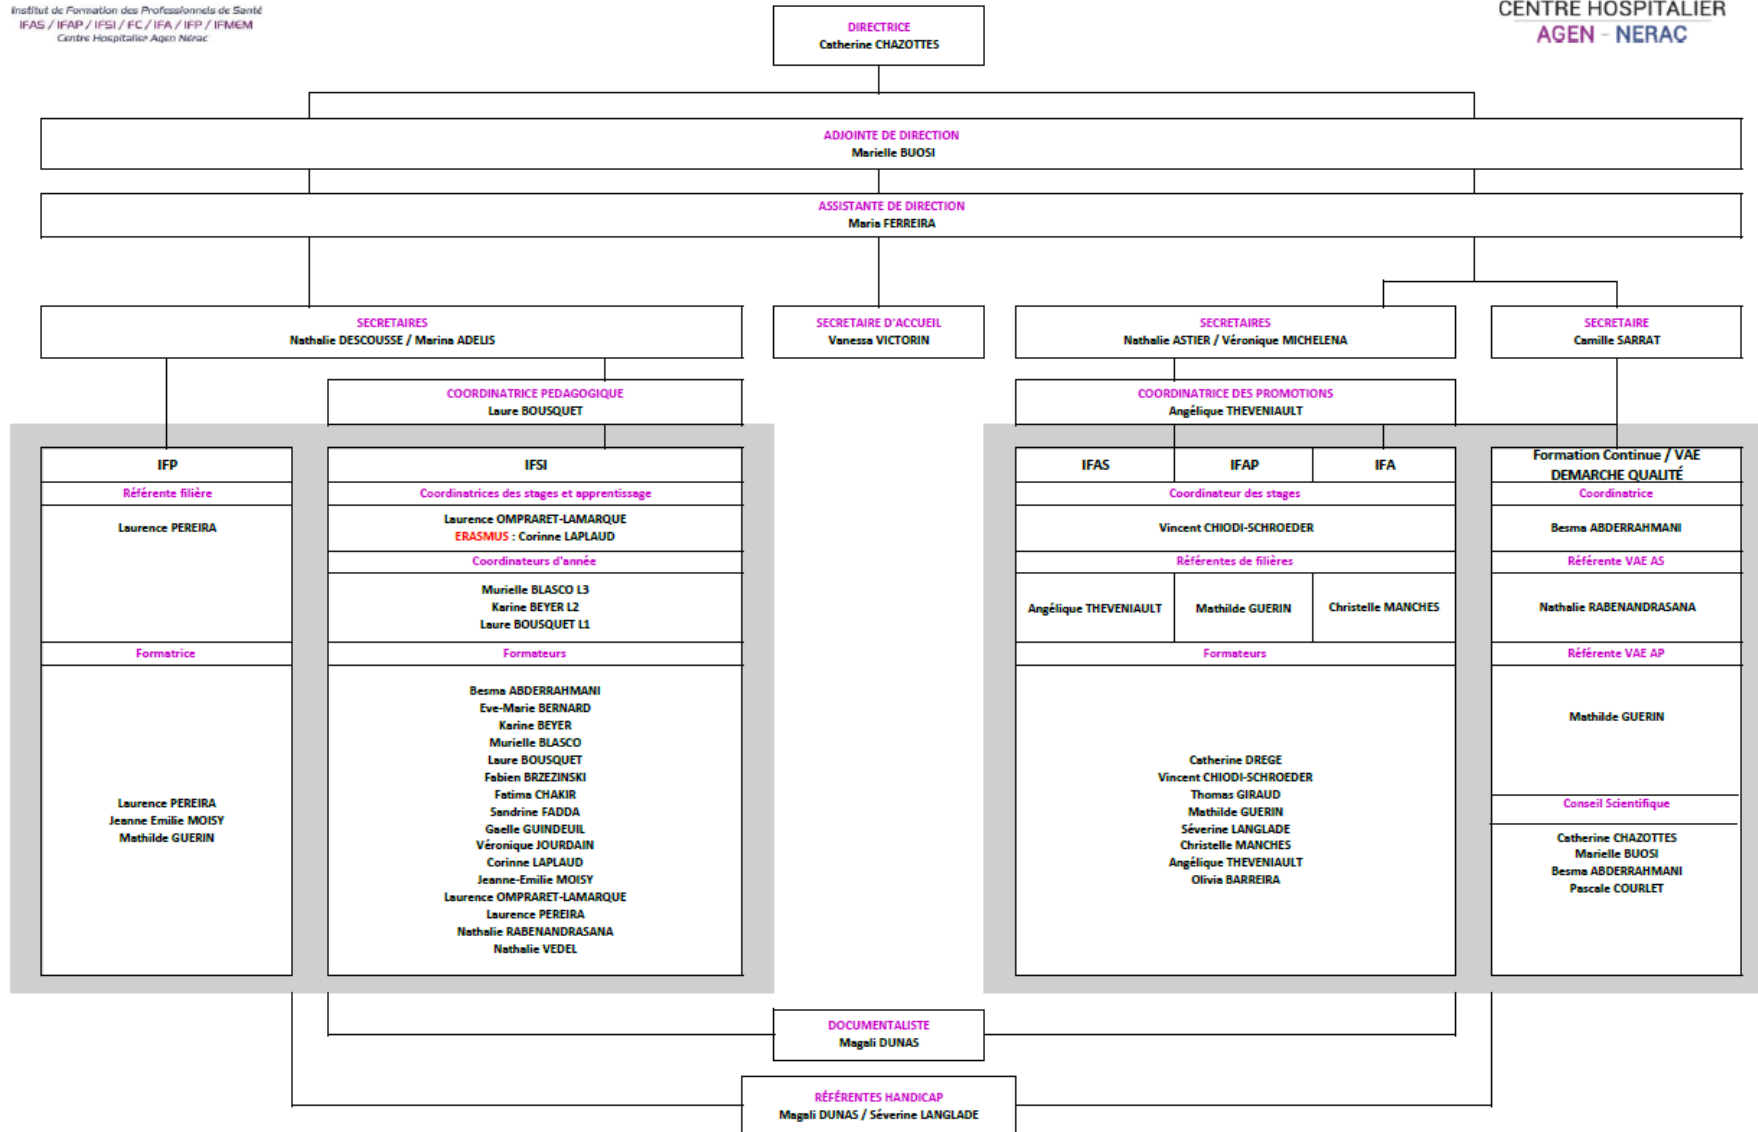 Institut de Formation des Professionnels de Santé
IFAS / IFAP / IFSI / FC / IFA / IFP / IFMEM
Centre Hospitalier Agen Nérac
CENTRE HOSPITALIER
AGEN - NERAC
DIRECTRICE
Catherine CHAZOTTES
ADJOINTE DE DIRECTION
Marielle BUOSI
ASSISTANTE DE DIRECTION
Maria FERREIRA
SECRETAIRES
Nathalie DESCOUSSE / Marina ADELIS
SECRETAIRE D'ACCUEIL
Vanessa VICTORIN
SECRETAIRES
Nathalie ASTIER / Véronique MICHELENA
SECRETAIRE
Camille SARRAT
COORDINATRICE PEDAGOGIQUE
Laure BOUSQUET
COORDINATRICE DES PROMOTIONS
Angélique THEVENIAULT
IFP
Référente filière
Laurence PEREIRA
Formatrice
Laurence PEREIRA
Jeanne Emilie MOISY
Mathilde GUERIN
IFSI
Coordinatrices des stages et apprentissage
Laurence OMPRARET-LAMARQUE
ERASMUS : Corinne LAPLAUD
Coordinateurs d'année
Murielle BLASCO L3
Karine BEYER L2
Laure BOUSQUET L1
Formateurs
Besma ABDERRAHMANI
Eve-Marie BERNARD
Karine BEYER
Murielle BLASCO
Laure BOUSQUET
Fabien BRZEZINSKI
Fatima CHAKIR
Sandrine FADDA
Gaelle GUINDEUIL
Véronique JOURDAIN
Corinne LAPLAUD
Jeanne-Emilie MOISY
Laurence OMPRARET-LAMARQUE
Laurence PEREIRA
Nathalie RABENANDRASANA
Nathalie VEDEL
IFAS
IFAP
IFA
Coordinateur des stages
Vincent CHIODI-SCHROEDER
Référentes de filières
Angélique THEVENIAULT
Mathilde GUERIN
Christelle MANCHES
Formateurs
Catherine DREGE
Vincent CHIODI-SCHROEDER
Thomas GIRAUD
Mathilde GUERIN
Séverine LANGLADE
Christelle MANCHES
Angélique THEVENIAULT
Olivia BARREIRA
Formation Continue / VAE
DEMARCHE QUALITÉ
Coordinatrice
Besma ABDERRAHMANI
Référente VAE AS
Nathalie RABENANDRASANA
Référente VAE AP
Mathilde GUERIN
Conseil Scientifique
Catherine CHAZOTTES
Marielle BUOSI
Besma ABDERRAHMANI
Pascale COURLET
DOCUMENTALISTE
Magali DUNAS
RÉFÉRENTES HANDICAP
Magali DUNAS / Séverine LANGLADE